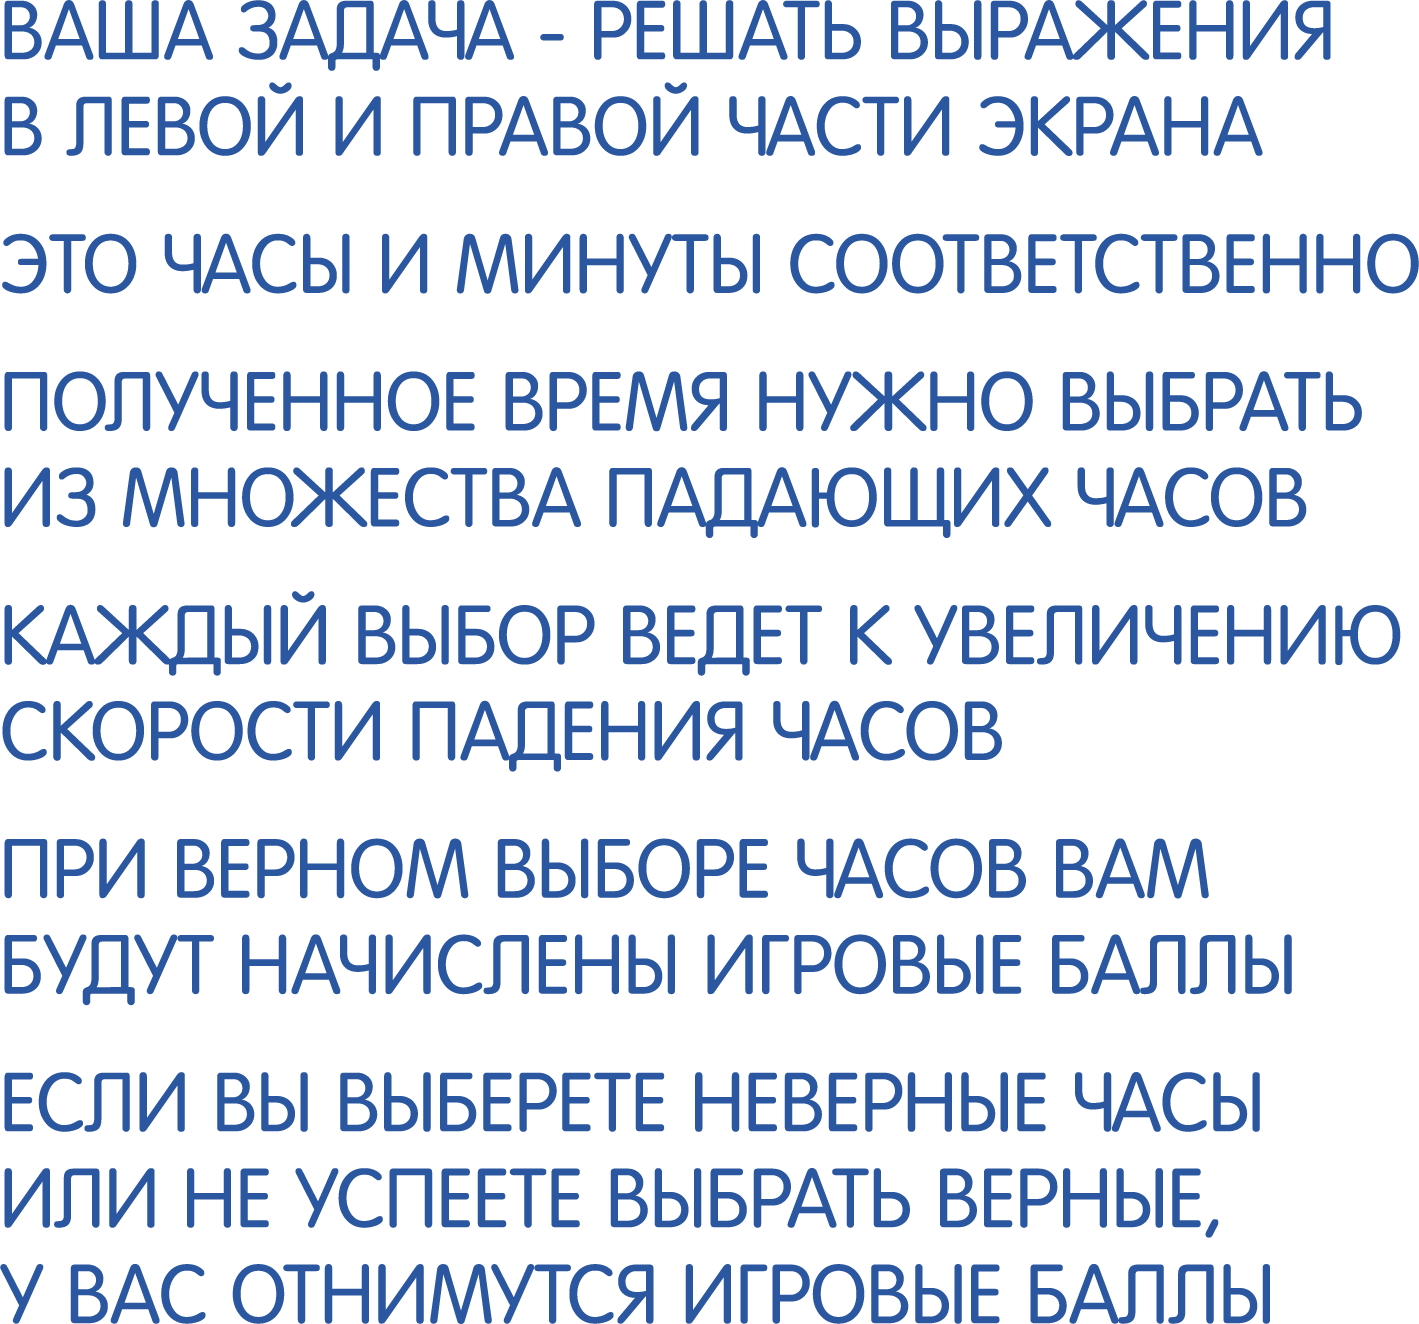 ВАША ЗАДАЧА - РЕШАТЬ ВЫРАЖЕНИЯ
В ЛЕВОЙ И ПРАВОЙ ЧАСТИ ЭКРАНА
ЭТО ЧАСЫ И МИНУТЫ СООТВЕТСТВЕННО
ПОЛУЧЕННОЕ ВРЕМЯ НУЖНО ВЫБРАТЬ
ИЗ МНОЖЕСТВА ПАДАЮЩИХ ЧАСОВ
КАЖДЫЙ ВЫБОР ВЕДЕТ К УВЕЛИЧЕНИЮ
СКОРОСТИ ПАДЕНИЯ ЧАСОВ
ПРИ ВЕРНОМ ВЫБОРЕ ЧАСОВ ВАМ
БУДУТ НАЧИСЛЕНЫ ИГРОВЫЕ БАЛЛЫ
ЕСЛИ ВЫ ВЫБЕРЕТЕ НЕВЕРНЫЕ ЧАСЫ
ИЛИ НЕ УСПЕЕТЕ ВЫБРАТЬ ВЕРНЫЕ,
У ВАС ОТНИМУТСЯ ИГРОВЫЕ БАЛЛЫ